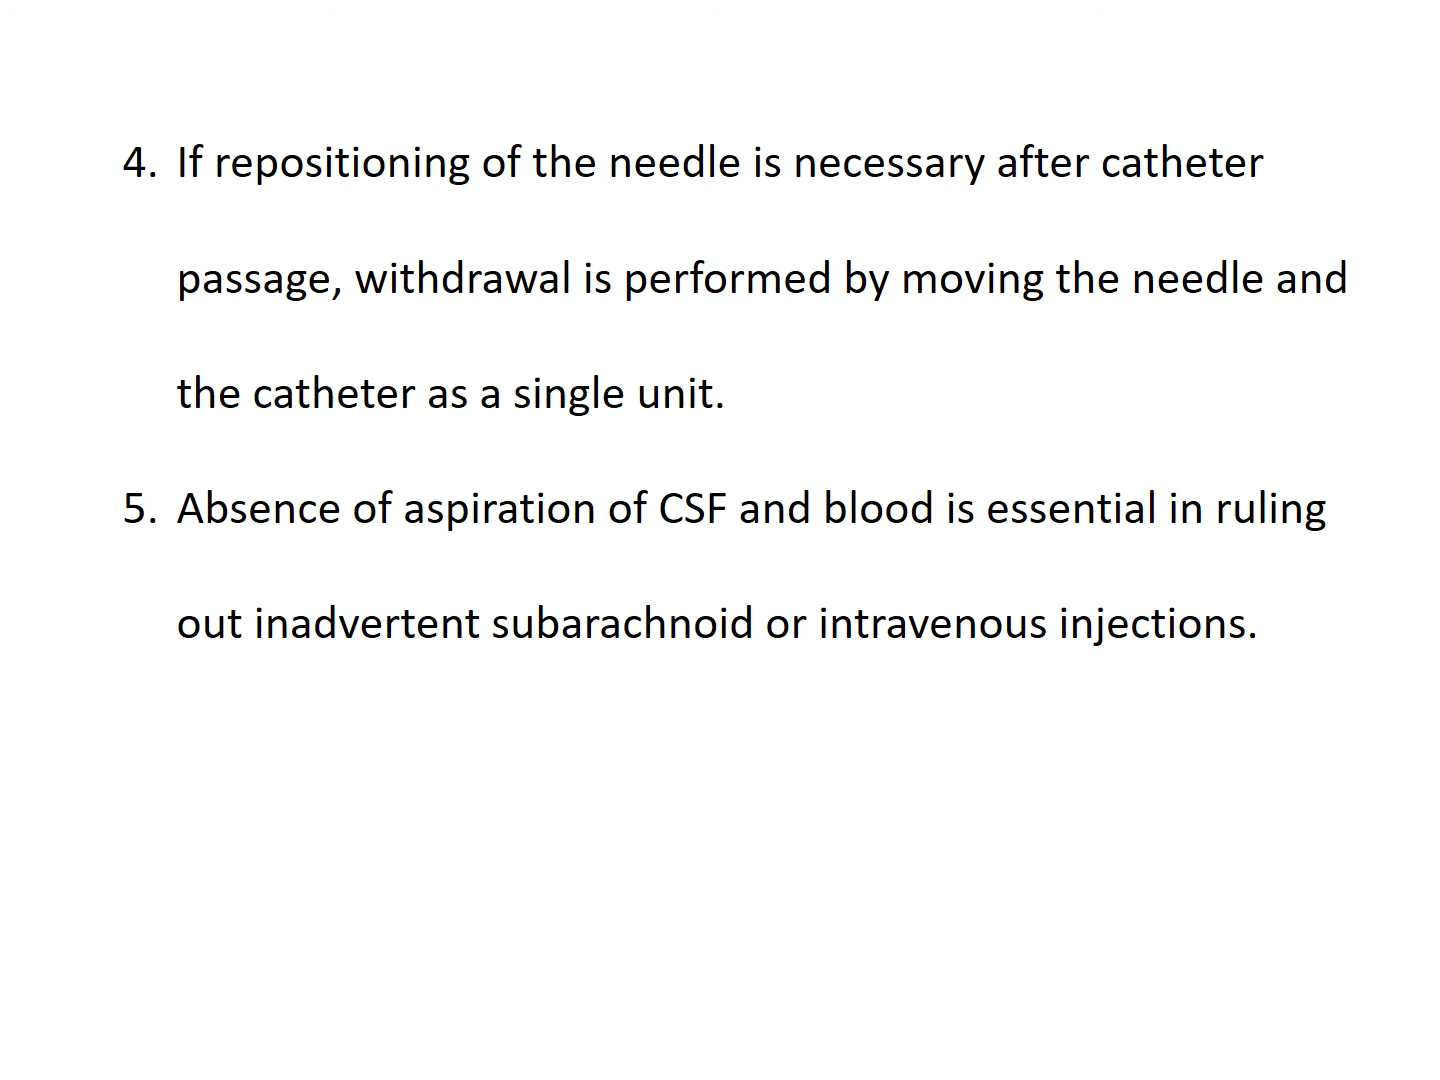 4. If repositioning of the needle is necessary after catheter
passage, withdrawal is performed by moving the needle and
the catheter as a single unit.
5. Absence of aspiration of CSF and blood is essential in ruling
out inadvertent subarachnoid or intravenous injections.